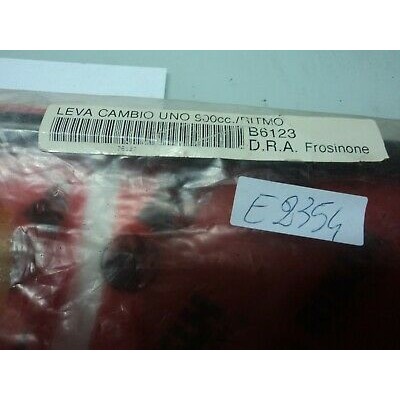 LEVA CAMBIO UNO 900cc./RITMO
B6123
D.R.A. Frosinone
E2354